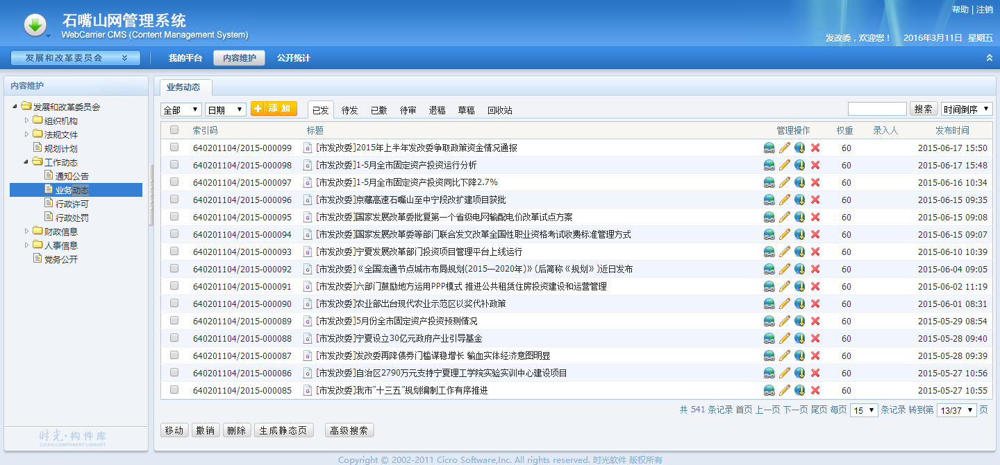 石嘴山网管理系统
WebCarrier CMS (Content Management System)
帮助 | 注销
发改委，欢迎您！ 2016年3月11日 星期五
发展和改革委员会 我的平台 内容维护 公开统计
内容维护
发展和改革委员会
组织机构
法规文件
规划计划
工作动态
通知公告
业务动态
行政许可
行政处罚
财政信息
人事信息
党务公开
时光·构件库
CICRO COMPONENT LIBRARY
业务动态
全部 日期 添加 已发 待发 已撤 待审 退稿 草稿 回收站 搜索 时间倒序
索引码 标题 管理操作 权重 录入人 发布时间
640201104/2015-000099 [市发改委]2015年上半年发改委争取政策资金情况通报 60 2015-06-17 15:50
640201104/2015-000098 [市发改委]1-5月全市固定资产投资运行分析 60 2015-06-17 15:48
640201104/2015-000097 [市发改委]1-5月全市固定资产投资同比下降2.7% 60 2015-06-16 10:34
640201104/2015-000096 [市发改委]京藏高速石嘴山至中宁段改扩建项目获批 60 2015-06-15 09:35
640201104/2015-000095 [市发改委]国家发展改革委批复第一个省级电网输配电价改革试点方案 60 2015-06-15 09:08
640201104/2015-000094 [市发改委]国家发展改革委等部门联合发文改革全国性职业资格考试收费标准管理方式 60 2015-06-15 09:07
640201104/2015-000093 [市发改委]宁夏发展改革部门投资项目管理平台上线运行 60 2015-06-10 10:39
640201104/2015-000092 [市发改委]《全国流通节点城市布局规划(2015—2020年)》(后简称《规划》)近日发布 60 2015-06-04 09:05
640201104/2015-000091 [市发改委]六部门鼓励地方运用PPP模式 推进公共租赁住房投资建设和运营管理 60 2015-06-02 11:19
640201104/2015-000090 [市发改委]农业部出台现代农业示范区以奖代补政策 60 2015-06-01 08:31
640201104/2015-000089 [市发改委]5月份全市固定资产投资预测情况 60 2015-05-29 08:54
640201104/2015-000088 [市发改委]宁夏设立30亿元政府产业引导基金 60 2015-05-28 09:40
640201104/2015-000087 [市发改委]发改委再降债券门槛谋稳增长 输血实体经济意图明显 60 2015-05-28 09:39
640201104/2015-000086 [市发改委]自治区2790万元支持宁夏理工学院实验实训中心建设项目 60 2015-05-27 10:56
640201104/2015-000085 [市发改委]我市“十三五”规划编制工作有序推进 60 2015-05-27 10:55
共 541 条记录 首页 上一页 下一页 尾页 每页 15 条记录 转到第 13/37 页
移动 撤销 删除 生成静态页 高级搜索
Copyright © 2002-2011 Cicro Software,Inc. All rights reserved. 时光软件 版权所有